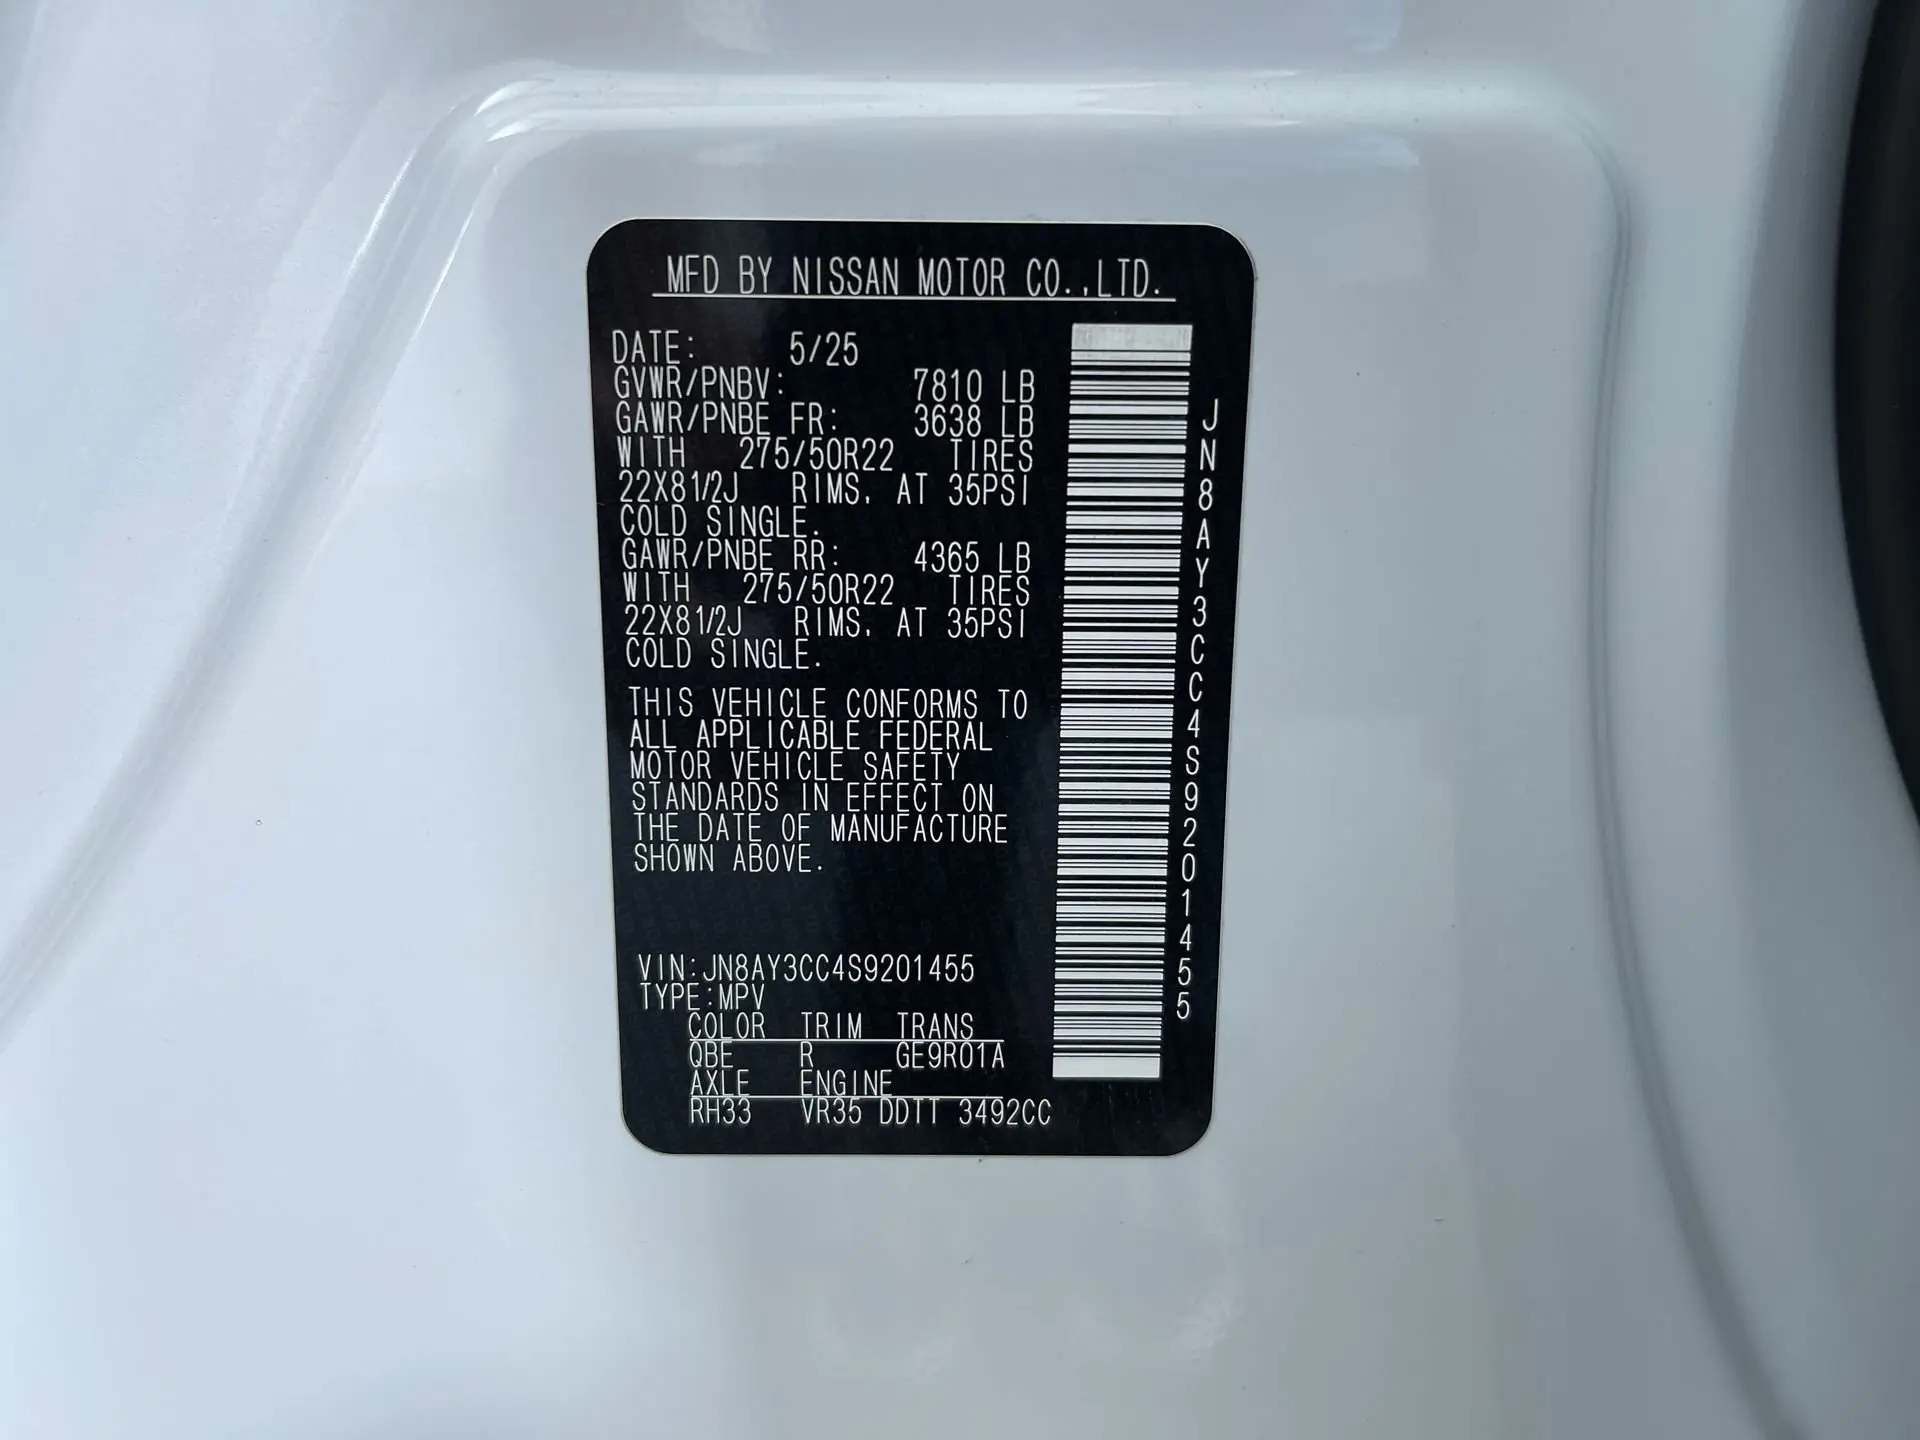 MFD BY NISSAN MOTOR CO.,LTD.
DATE: 5/25
GVWR/PNBV: 7810 LB
GAWR/PNBE FR: 3638 LB
WITH 275/50R22 TIRES
22X81/2J RIMS, AT 35PSI
COLD SINGLE.
GAWR/PNBE RR: 4365 LB
WITH 275/50R22 TIRES
22X81/2J RIMS, AT 35PSI
COLD SINGLE.
THIS VEHICLE CONFORMS TO
ALL APPLICABLE FEDERAL
MOTOR VEHICLE SAFETY
STANDARDS IN EFFECT ON
THE DATE OF MANUFACTURE
SHOWN ABOVE.
VIN:JN8AY3CC4S9201455
TYPE:MPV
COLOR TRIM TRANS
QBE R GE9R01A
AXLE ENGINE
RH33 VR35 DDTT 3492CC
JN8AY3CC4S9201455